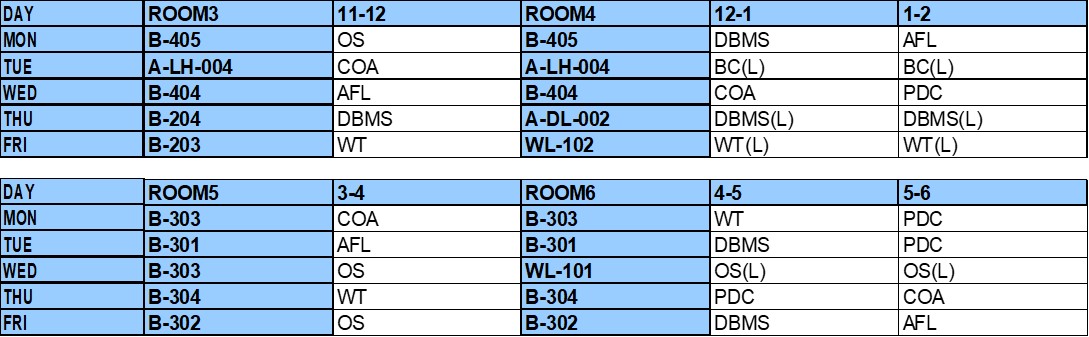 DAY ROOM3 11-12 ROOM4 12-1 1-2
MON B-405 OS B-405 DBMS AFL
TUE A-LH-004 COA A-LH-004 BC(L) BC(L)
WED B-404 AFL B-404 COA PDC
THU B-204 DBMS A-DL-002 DBMS(L) DBMS(L)
FRI B-203 WT WL-102 WT(L) WT(L)
DAY ROOM5 3-4 ROOM6 4-5 5-6
MON B-303 COA B-303 WT PDC
TUE B-301 AFL B-301 DBMS PDC
WED B-303 OS WL-101 OS(L) OS(L)
THU B-304 WT B-304 PDC COA
FRI B-302 OS B-302 DBMS AFL